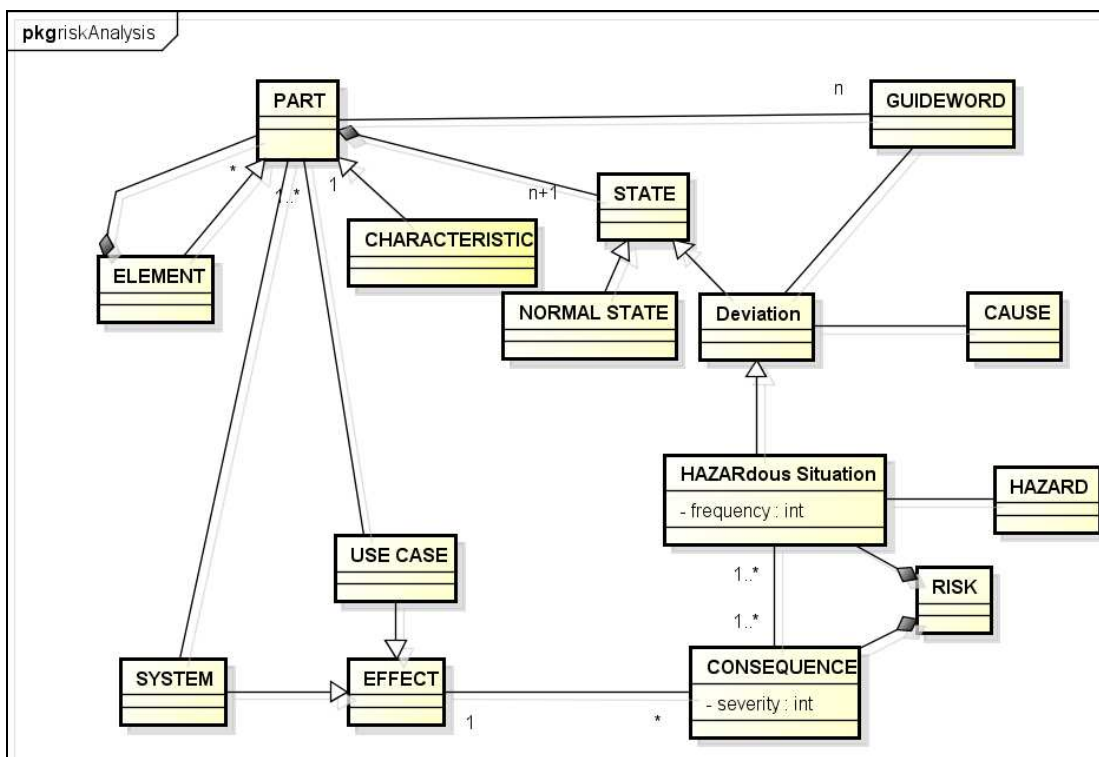 pkgriskAnalysis
PART
n
GUIDEWORD
*
1..*
1
n+1
STATE
CHARACTERISTIC
ELEMENT
NORMAL STATE
Deviation
CAUSE
HAZARdous Situation
- frequency : int
HAZARD
USE CASE
1..*
RISK
1..*
SYSTEM
EFFECT
CONSEQUENCE
- severity : int
1
*